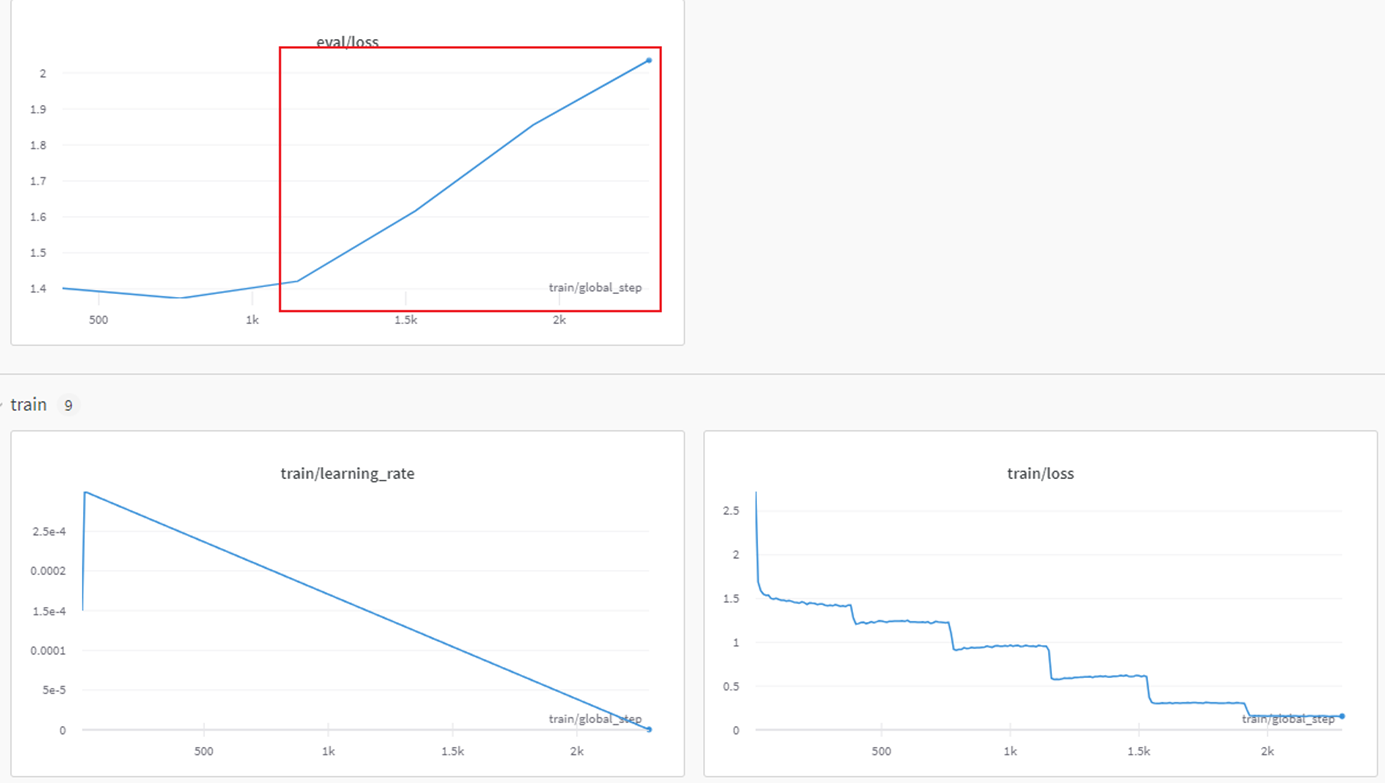 eval/loss
2
1.9
1.8
1.7
1.6
1.5
1.4
train/global_step
500 1k 1.5k 2k
train 9
train/learning_rate
2.5e-4
0.0002
1.5e-4
0.0001
5e-5
0
train/global_step
500 1k 1.5k 2k
train/loss
2.5
2
1.5
1
0.5
0
train/global_step
500 1k 1.5k 2k